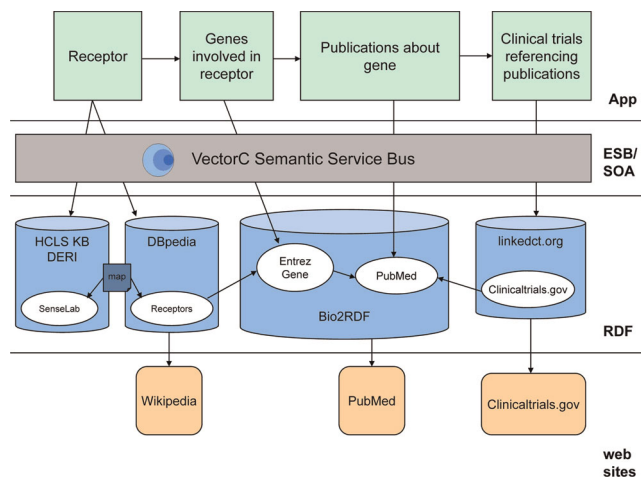 Receptor
Genes
involved in
receptor
Publications about
gene
Clinical trials
referencing
publications
App
VectorC Semantic Service Bus
ESB/
SOA
HCLS KB
DERI
DBpedia
linkedct.org
map
Entrez
Gene
PubMed
SenseLab
Receptors
Clinicaltrials.gov
Bio2RDF
RDF
Wikipedia
PubMed
Clinicaltrials.gov
web
sites